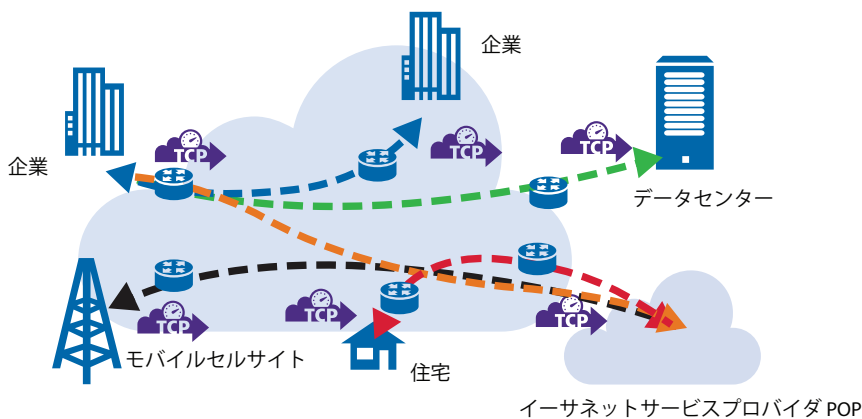 企業
企業
TCP
TCP
TCP
データセンター
TCP
TCP
TCP
モバイルセルサイト
住宅
イーサネットサービスプロバイダ POP